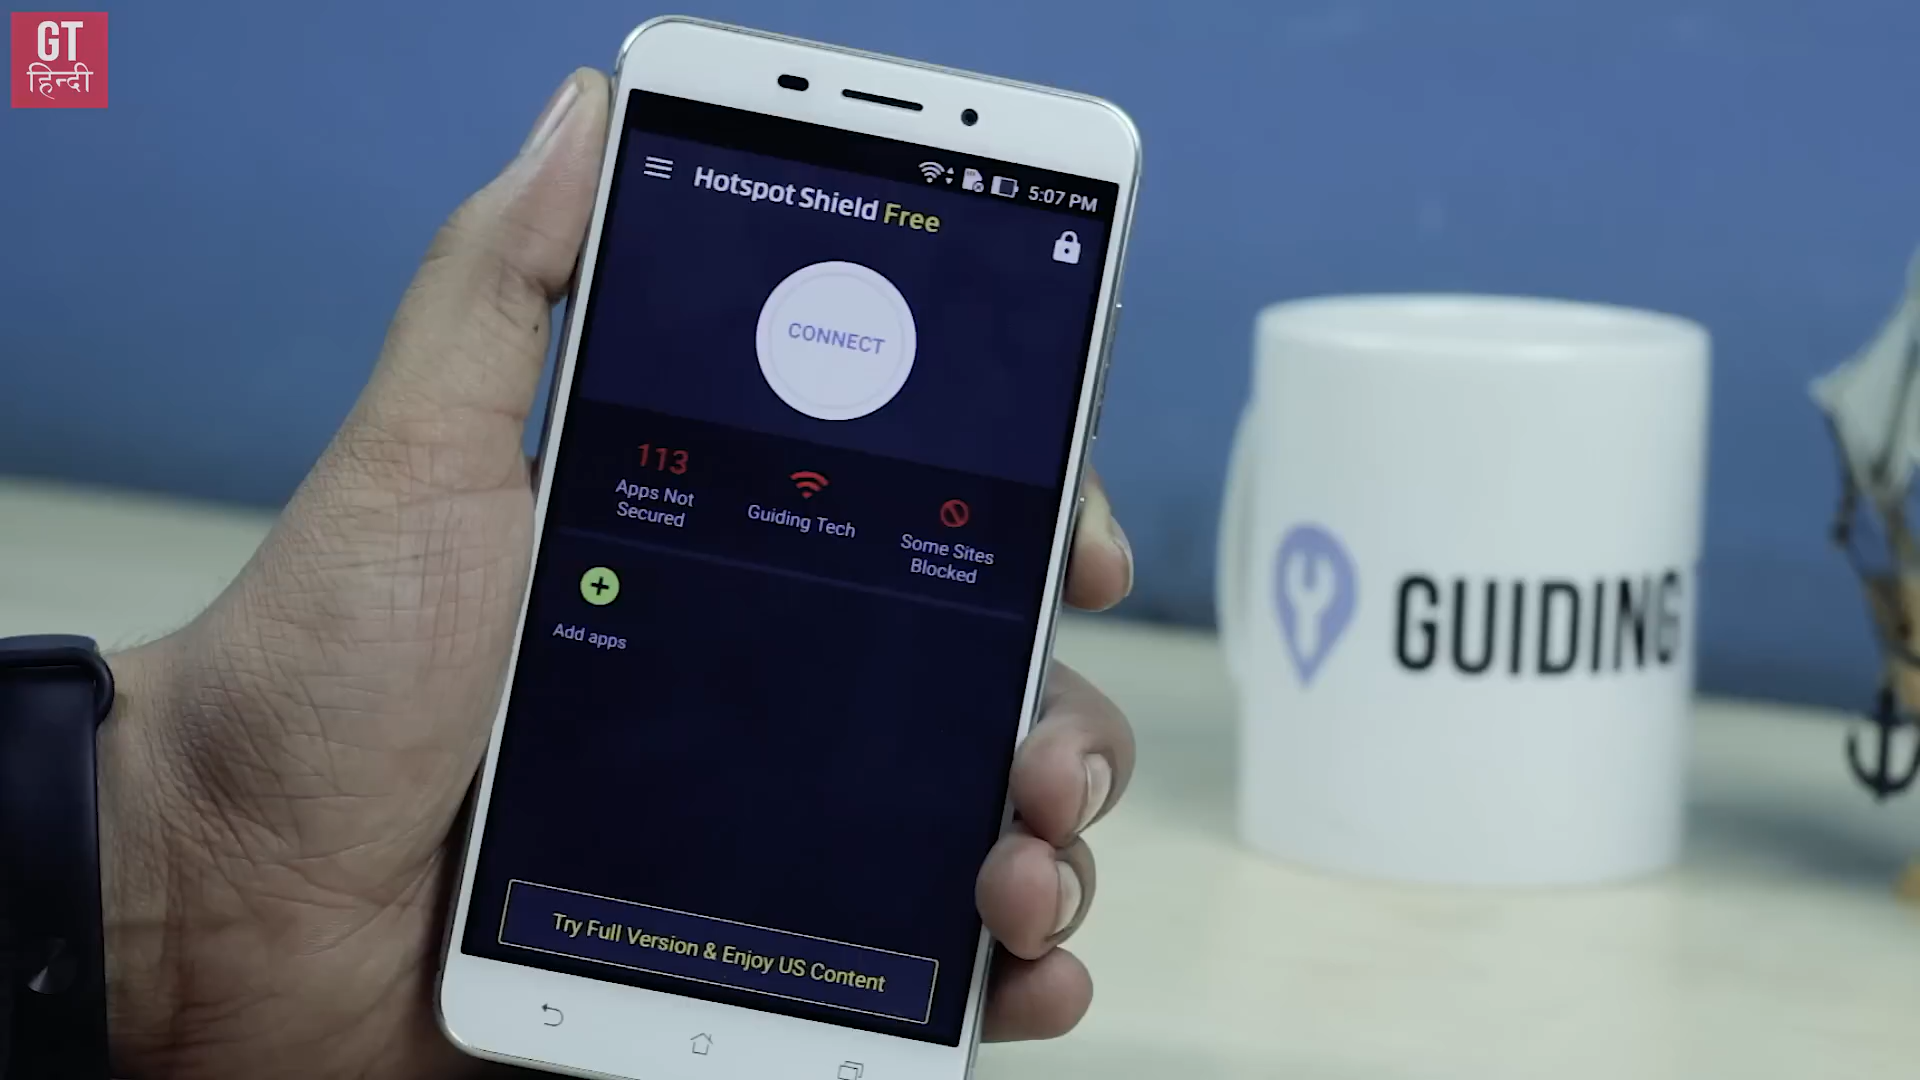 GT
हिन्दी
5:07 PM
Hotspot Shield Free
CONNECT
113
Apps Not
Secured
Guiding Tech
Some Sites
Blocked
Add apps
Try Full Version & Enjoy US Content
GUIDING